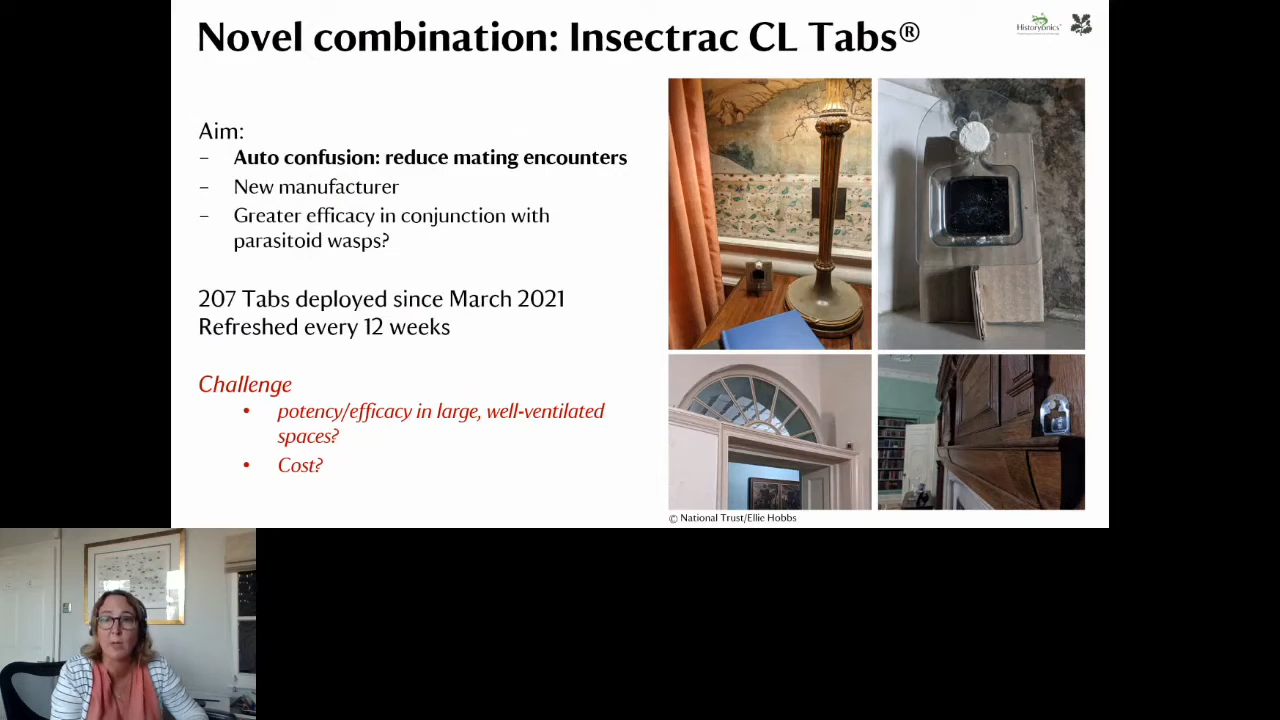 Novel combination: Insectrac CL Tabs®
Historyonics
Aim:
– Auto confusion: reduce mating encounters
– New manufacturer
– Greater efficacy in conjunction with
parasitoid wasps?
207 Tabs deployed since March 2021
Refreshed every 12 weeks
Challenge
• potency/efficacy in large, well-ventilated
spaces?
• Cost?
© National Trust/Ellie Hobbs